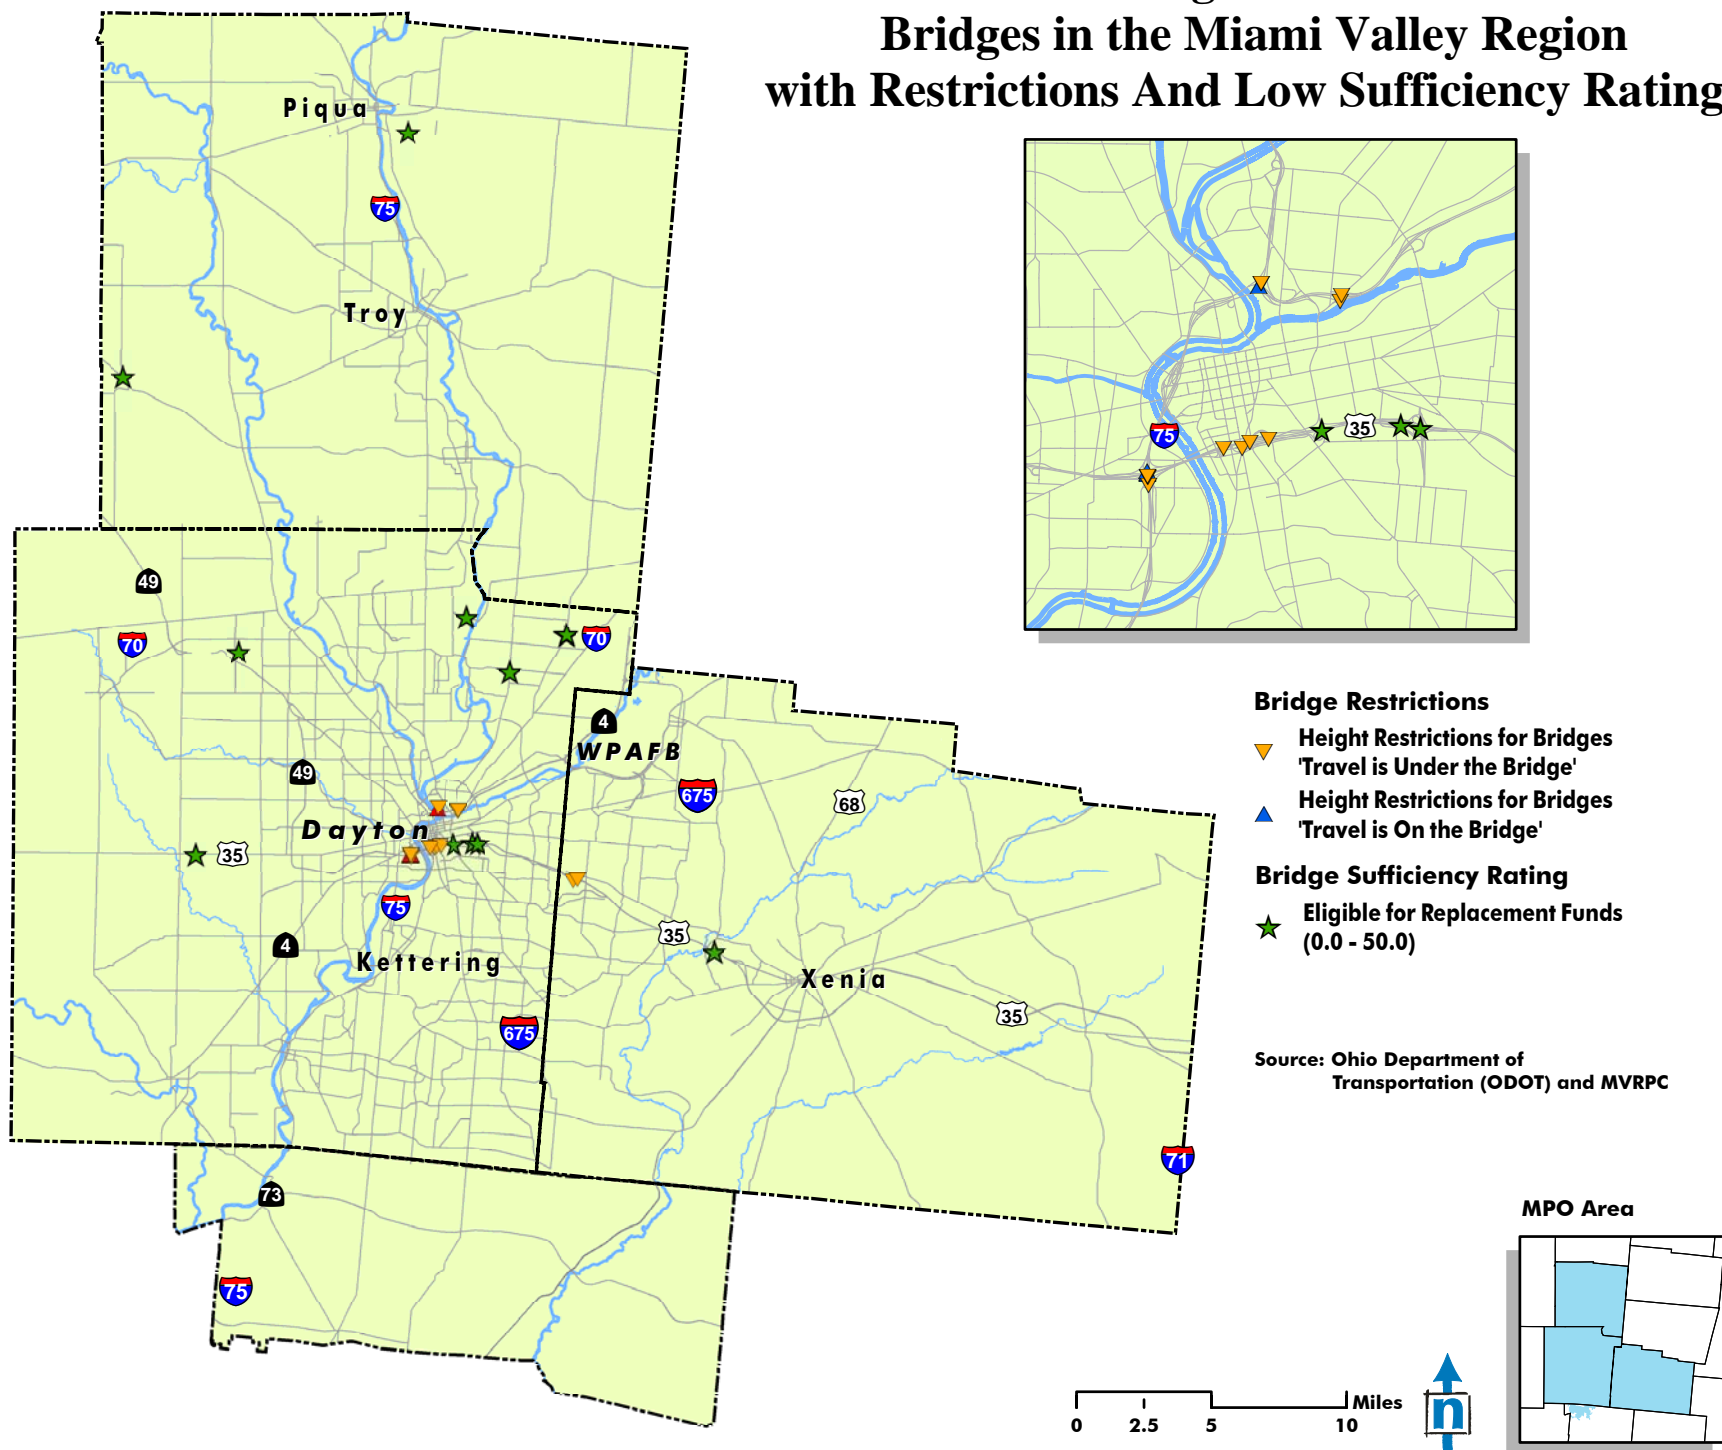 Bridges in the Miami Valley Region
with Restrictions And Low Sufficiency Rating
Piqua
75
Troy
75
35
49
70
70
4
WPAFB
49
675
68
Dayton
35
75
35
4
Kettering
Xenia
35
675
71
73
75
Bridge Restrictions
Height Restrictions for Bridges
'Travel is Under the Bridge'
Height Restrictions for Bridges
'Travel is On the Bridge'
Bridge Sufficiency Rating
Eligible for Replacement Funds
(0.0 - 50.0)
Source: Ohio Department of
Transportation (ODOT) and MVRPC
MPO Area
Miles
0 2.5 5 10
n